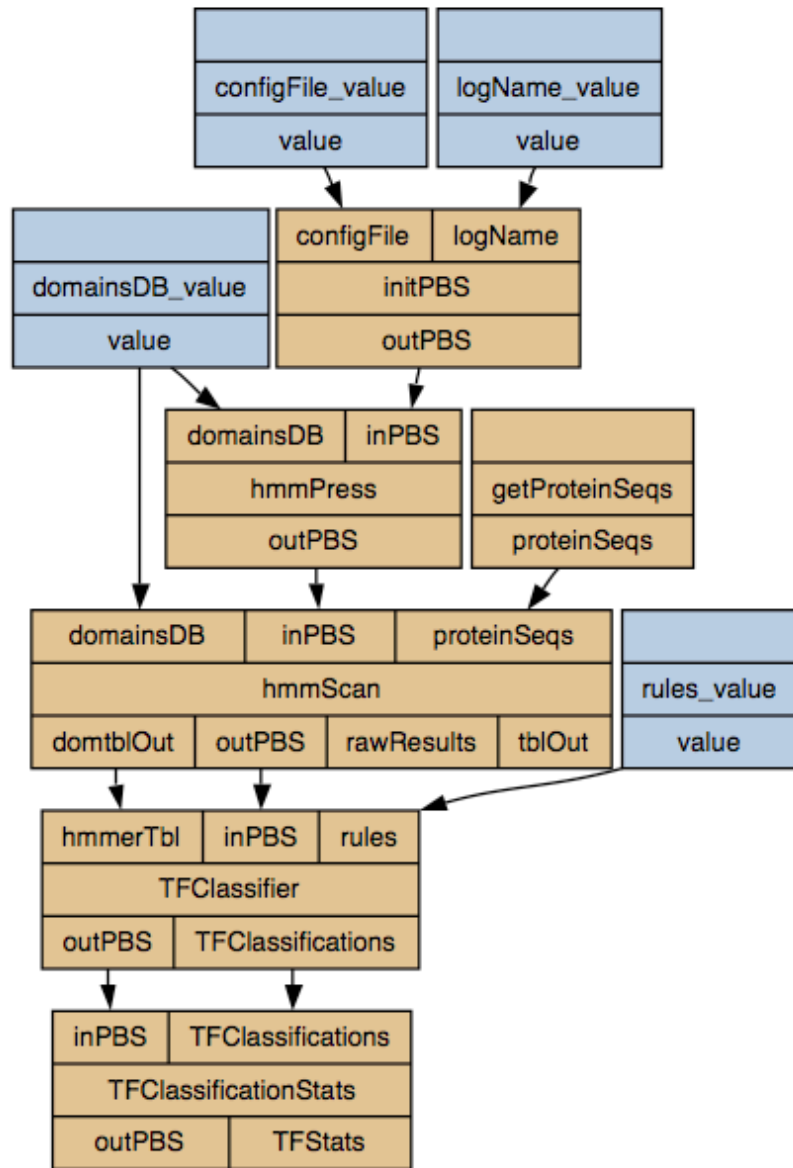 configFile_value
logName_value
value
value
configFile
logName
domainsDB_value
initPBS
value
outPBS
domainsDB
inPBS
hmmPress
getProteinSeqs
outPBS
proteinSeqs
domainsDB
inPBS
proteinSeqs
hmmScan
rules_value
domtblOut
outPBS
rawResults
tblOut
value
hmmerTbl
inPBS
rules
TFClassifier
outPBS
TFClassifications
inPBS
TFClassifications
TFClassificationStats
outPBS
TFStats